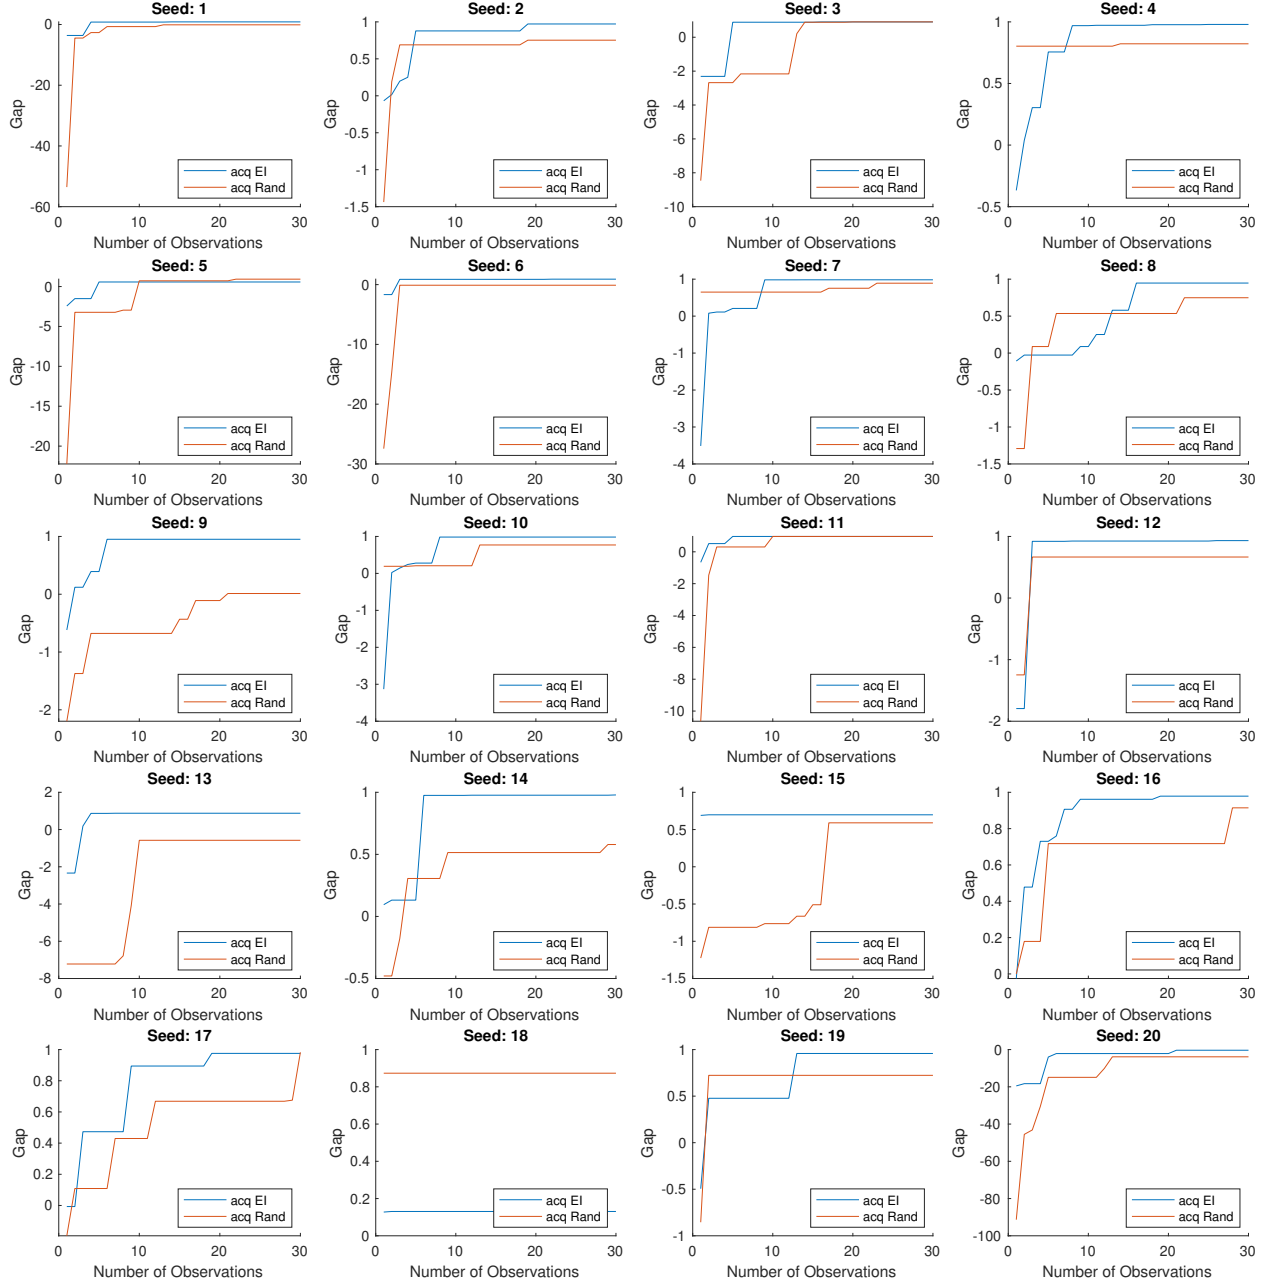 Seed: 1
0
-20
-40
-60
Gap
acq EI
acq Rand
0 10 20 30
Number of Observations
Seed: 2
1
0.5
0
-0.5
-1
-1.5
Gap
acq EI
acq Rand
0 10 20 30
Number of Observations
Seed: 3
0
-2
-4
-6
-8
-10
Gap
acq EI
acq Rand
0 10 20 30
Number of Observations
Seed: 4
1
0.5
0
-0.5
Gap
acq EI
acq Rand
0 10 20 30
Number of Observations
Seed: 5
0
-5
-10
-15
-20
Gap
acq EI
acq Rand
0 10 20 30
Number of Observations
Seed: 6
0
-10
-20
-30
Gap
acq EI
acq Rand
0 10 20 30
Number of Observations
Seed: 7
1
0
-1
-2
-3
-4
Gap
acq EI
acq Rand
0 10 20 30
Number of Observations
Seed: 8
1
0.5
0
-0.5
-1
-1.5
Gap
acq EI
acq Rand
0 10 20 30
Number of Observations
Seed: 9
1
0
-1
-2
Gap
acq EI
acq Rand
0 10 20 30
Number of Observations
Seed: 10
1
0
-1
-2
-3
-4
Gap
acq EI
acq Rand
0 10 20 30
Number of Observations
Seed: 11
0
-2
-4
-6
-8
-10
Gap
acq EI
acq Rand
0 10 20 30
Number of Observations
Seed: 12
1
0
-1
-2
Gap
acq EI
acq Rand
0 10 20 30
Number of Observations
Seed: 13
2
0
-2
-4
-6
-8
Gap
acq EI
acq Rand
0 10 20 30
Number of Observations
Seed: 14
1
0.5
0
-0.5
Gap
acq EI
acq Rand
0 10 20 30
Number of Observations
Seed: 15
1
0.5
0
-0.5
-1
-1.5
Gap
acq EI
acq Rand
0 10 20 30
Number of Observations
Seed: 16
1
0.8
0.6
0.4
0.2
0
Gap
acq EI
acq Rand
0 10 20 30
Number of Observations
Seed: 17
1
0.8
0.6
0.4
0.2
0
Gap
acq EI
acq Rand
0 10 20 30
Number of Observations
Seed: 18
1
0.8
0.6
0.4
0.2
0
Gap
acq EI
acq Rand
0 10 20 30
Number of Observations
Seed: 19
1
0.5
0
-0.5
-1
Gap
acq EI
acq Rand
0 10 20 30
Number of Observations
Seed: 20
0
-20
-40
-60
-80
-100
Gap
acq EI
acq Rand
0 10 20 30
Number of Observations